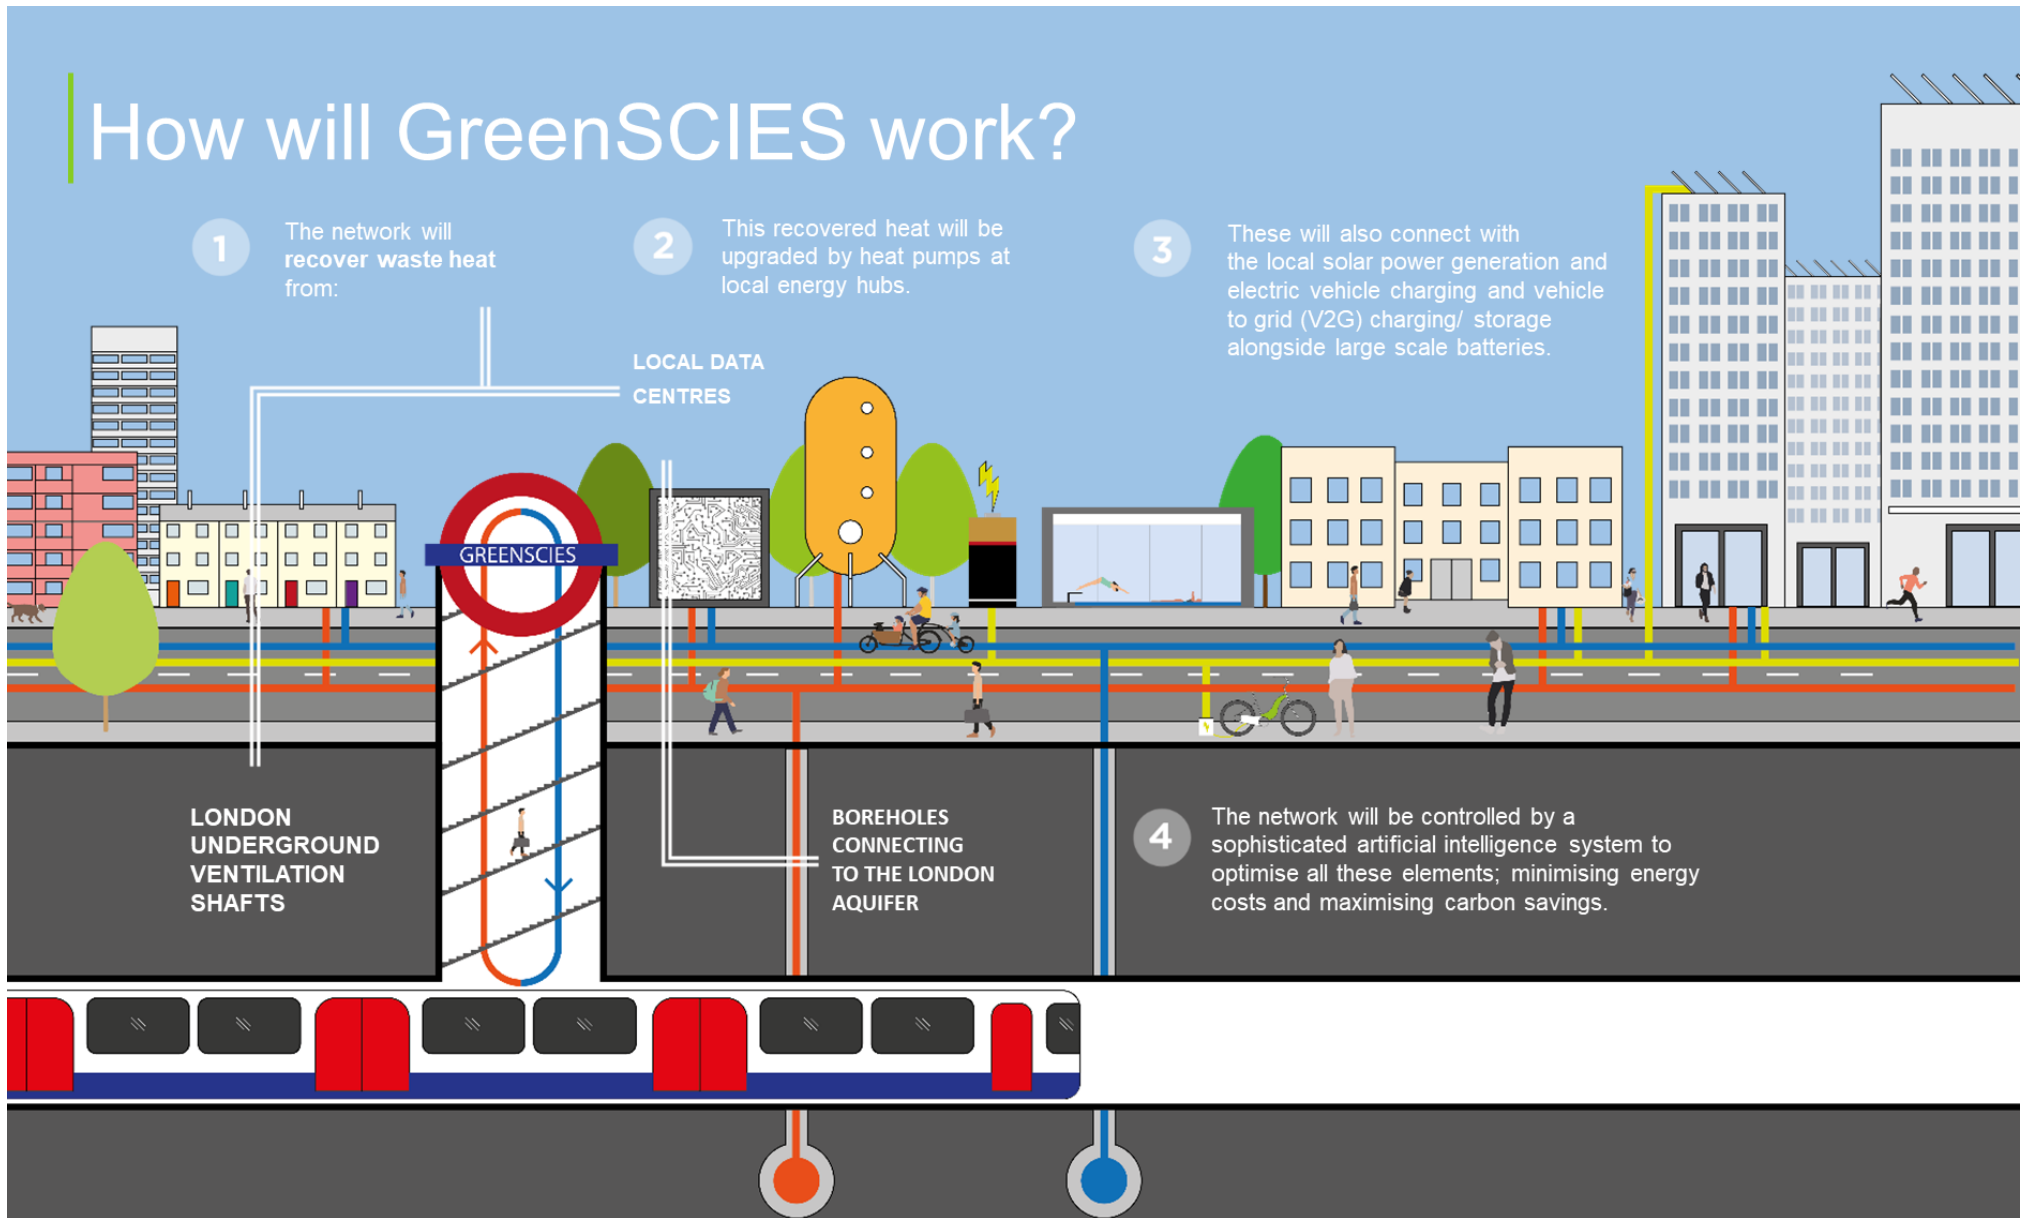 How will GreenSCIES work?
1
The network will
recover waste heat
from:
2
This recovered heat will be
upgraded by heat pumps at
local energy hubs.
3
These will also connect with
the local solar power generation and
electric vehicle charging and vehicle
to grid (V2G) charging/ storage
alongside large scale batteries.
LOCAL DATA
CENTRES
GREENSCIES
LONDON
UNDERGROUND
VENTILATION
SHAFTS
BOREHOLES
CONNECTING
TO THE LONDON
AQUIFER
4
The network will be controlled by a
sophisticated artificial intelligence system to
optimise all these elements; minimising energy
costs and maximising carbon savings.